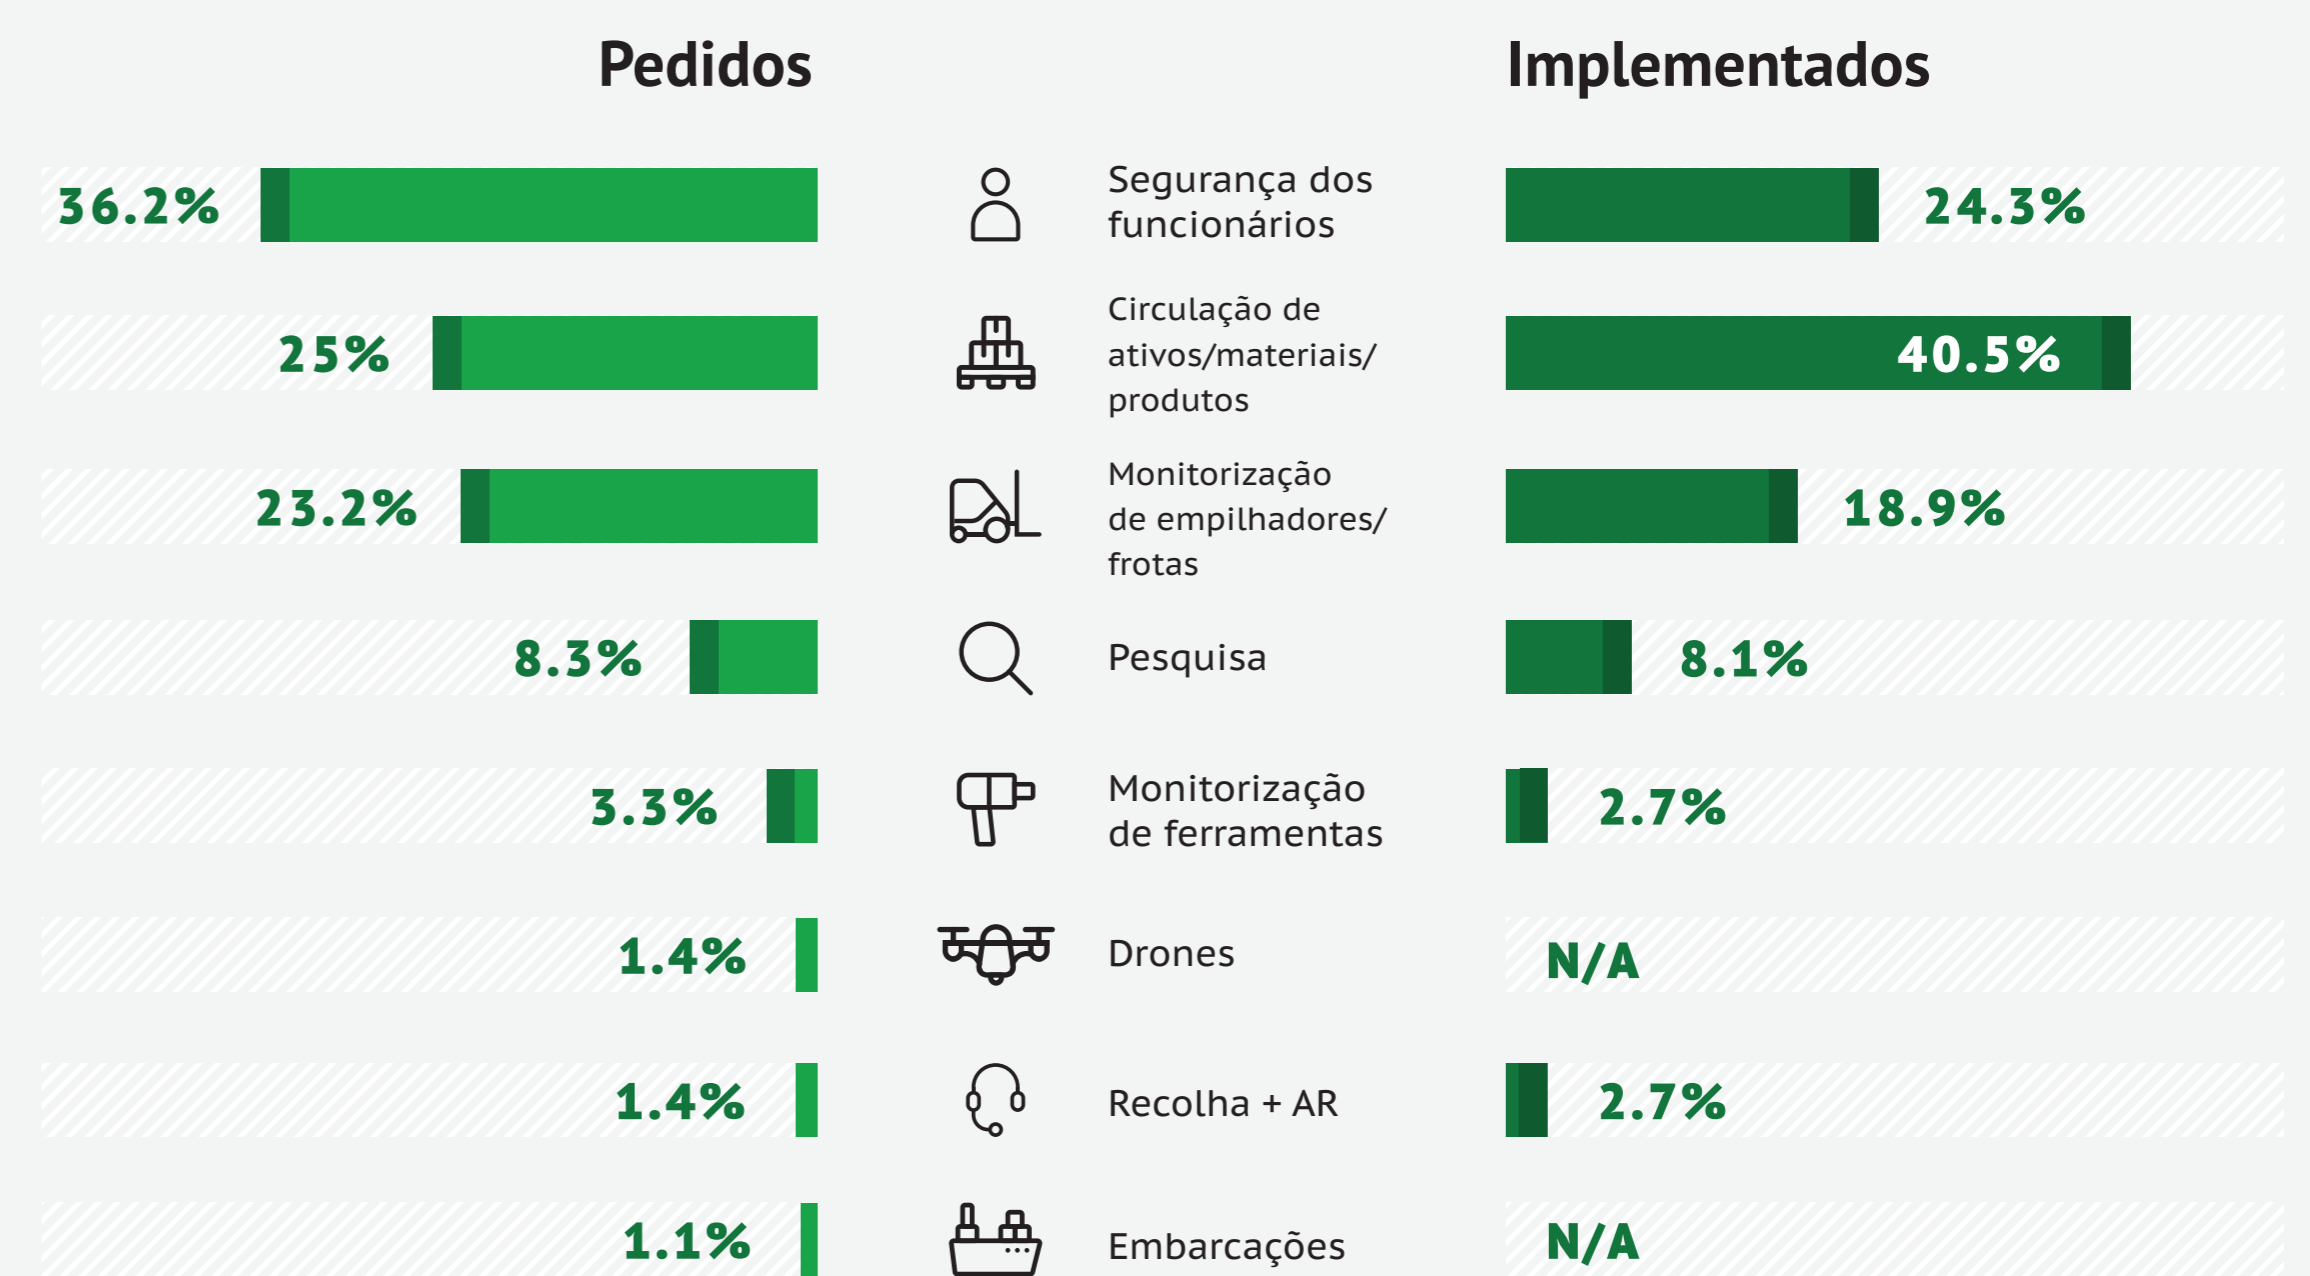 Pedidos
Implementados
36.2%
Segurança dos
funcionários
24.3%
25%
Circulação de
ativos/materiais/
produtos
40.5%
23.2%
Monitorização
de empilhadores/
frotas
18.9%
8.3%
Pesquisa
8.1%
3.3%
Monitorização
de ferramentas
2.7%
1.4%
Drones
N/A
1.4%
Recolha + AR
2.7%
1.1%
Embarcações
N/A